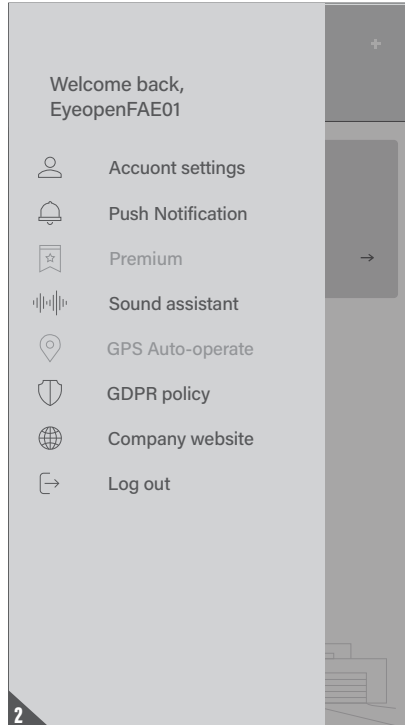 Welcome back,
EyeopenFAE01
Accuont settings
Push Notification
Premium
Sound assistant
GPS Auto-operate
GDPR policy
Company website
Log out
2